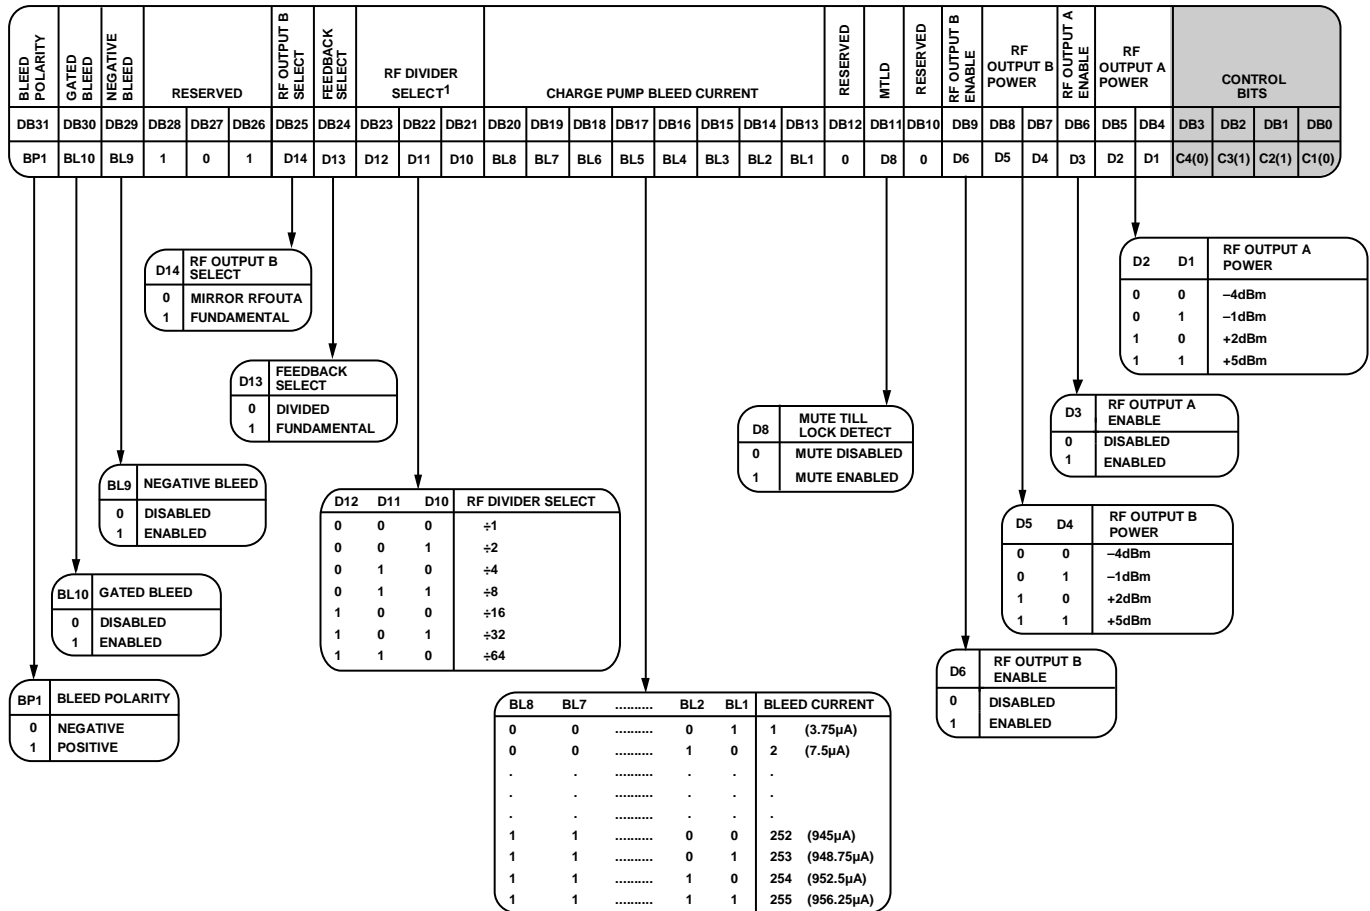 BLEED POLARITY
GATED BLEED
NEGATIVE BLEED
RESERVED
RF OUTPUT B SELECT
FEEDBACK SELECT
RF DIVIDER SELECT1
CHARGE PUMP BLEED CURRENT
RESERVED
MTLD
RESERVED
RF OUTPUT B ENABLE
RF OUTPUT B POWER
RF OUTPUT A ENABLE
RF OUTPUT A POWER
CONTROL BITS
DB31 DB30 DB29 DB28 DB27 DB26 DB25 DB24 DB23 DB22 DB21 DB20 DB19 DB18 DB17 DB16 DB15 DB14 DB13 DB12 DB11 DB10 DB9 DB8 DB7 DB6 DB5 DB4 DB3 DB2 DB1 DB0
BP1 BL10 BL9 1 0 1 D14 D13 D12 D11 D10 BL8 BL7 BL6 BL5 BL4 BL3 BL2 BL1 0 D8 0 D6 D5 D4 D3 D2 D1 C4(0) C3(1) C2(1) C1(0)
D14 RF OUTPUT B SELECT
0 MIRROR RFOUTA
1 FUNDAMENTAL
D2 D1 RF OUTPUT A POWER
0 0 –4dBm
0 1 –1dBm
1 0 +2dBm
1 1 +5dBm
D13 FEEDBACK SELECT
0 DIVIDED
1 FUNDAMENTAL
D3 RF OUTPUT A ENABLE
0 DISABLED
1 ENABLED
D8 MUTE TILL LOCK DETECT
0 MUTE DISABLED
1 MUTE ENABLED
BL9 NEGATIVE BLEED
0 DISABLED
1 ENABLED
D12 D11 D10 RF DIVIDER SELECT
0 0 0 ÷1
0 0 1 ÷2
0 1 0 ÷4
0 1 1 ÷8
1 0 0 ÷16
1 0 1 ÷32
1 1 0 ÷64
D5 D4 RF OUTPUT B POWER
0 0 –4dBm
0 1 –1dBm
1 0 +2dBm
1 1 +5dBm
BL10 GATED BLEED
0 DISABLED
1 ENABLED
D6 RF OUTPUT B ENABLE
0 DISABLED
1 ENABLED
BP1 BLEED POLARITY
0 NEGATIVE
1 POSITIVE
BL8 BL7 .......... BL2 BL1 BLEED CURRENT
0 0 .......... 0 1 1 (3.75µA)
0 0 .......... 1 0 2 (7.5µA)
. . .......... . . .
. . .......... . . .
. . .......... . . .
1 1 .......... 0 0 252 (945µA)
1 1 .......... 0 1 253 (948.75µA)
1 1 .......... 1 0 254 (952.5µA)
1 1 .......... 1 1 255 (956.25µA)